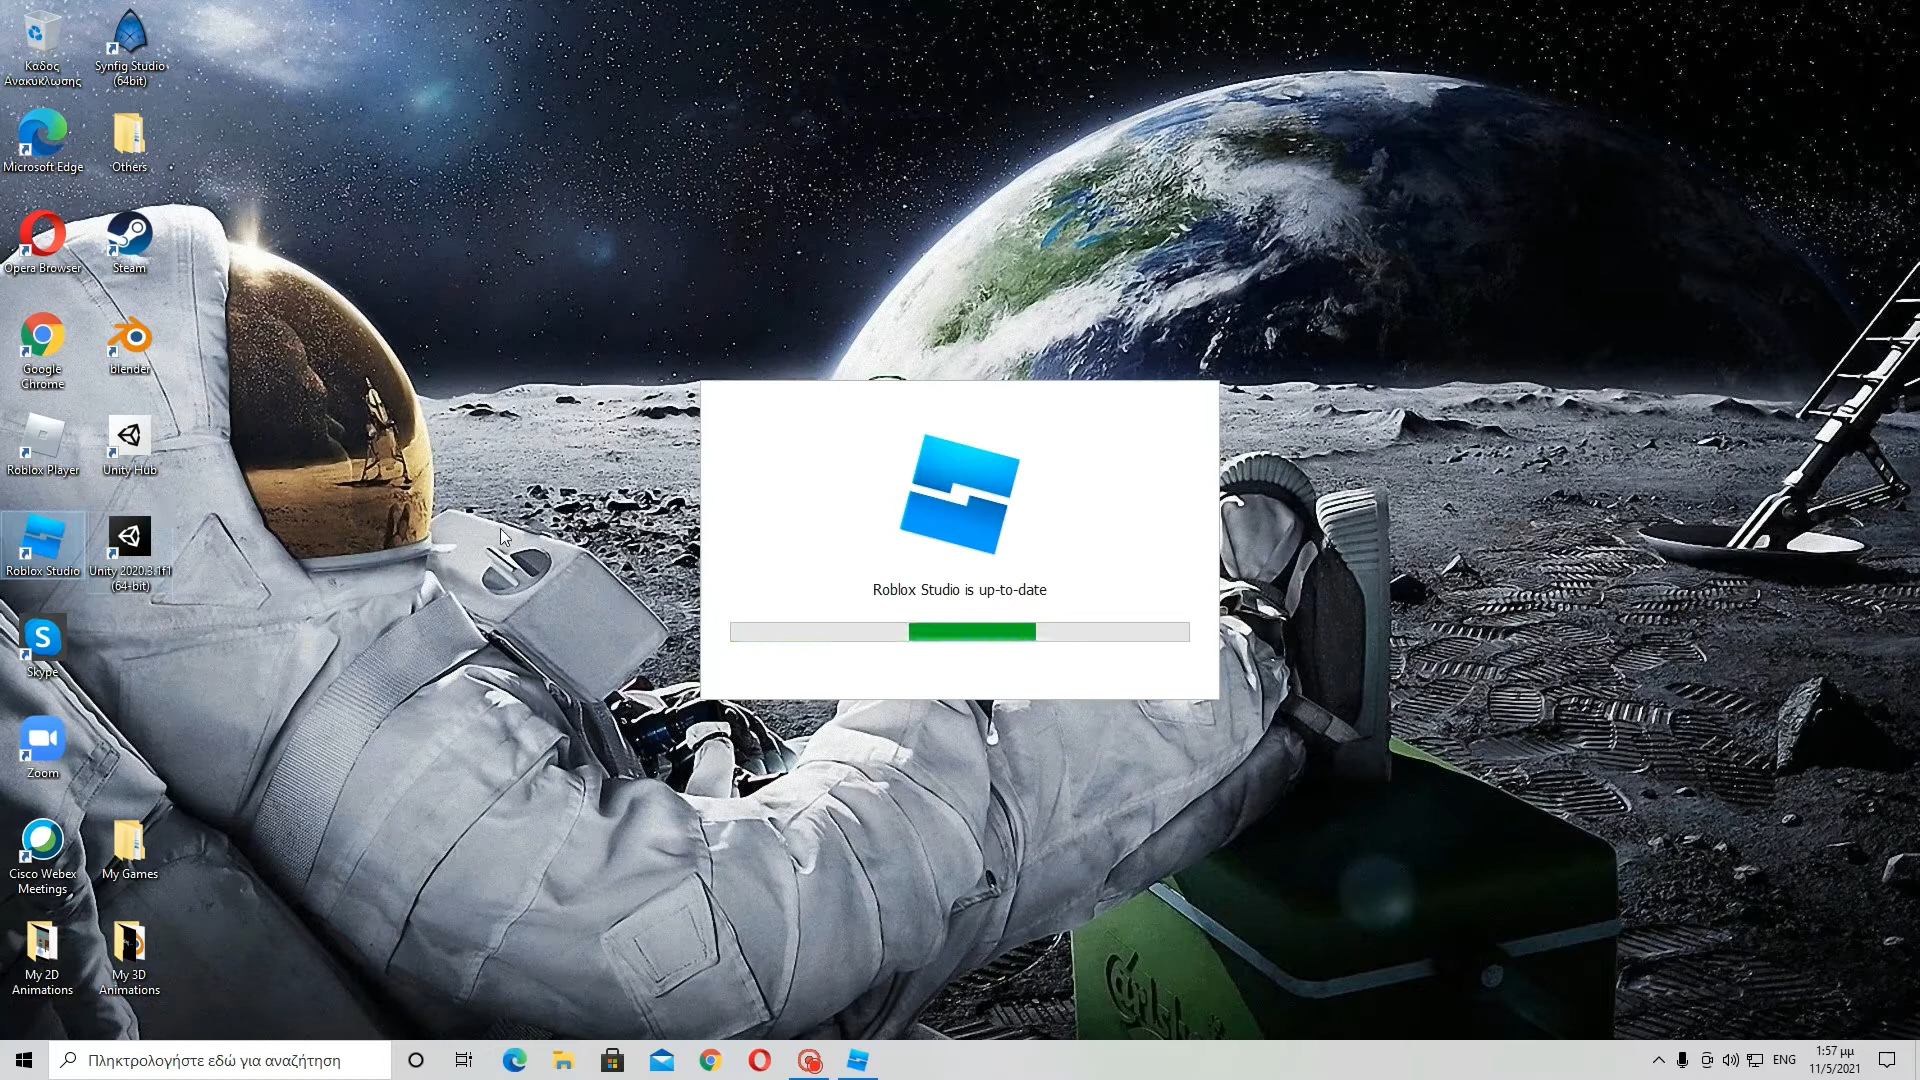 Κάδος
Ανακύκλωσης
Synfig Studio
(64bit)
Microsoft Edge
Others
Opera Browser
Steam
Google
Chrome
blender
Roblox Player
Unity Hub
Roblox Studio
Unity 2020.3.1f1
(64-bit)
Skype
Zoom
Cisco Webex
Meetings
My Games
My 2D
Animations
My 3D
Animations
Roblox Studio is up-to-date
Carlsberg
Πληκτρολογήστε εδώ για αναζήτηση
ENG
1:57 μμ
11/5/2021